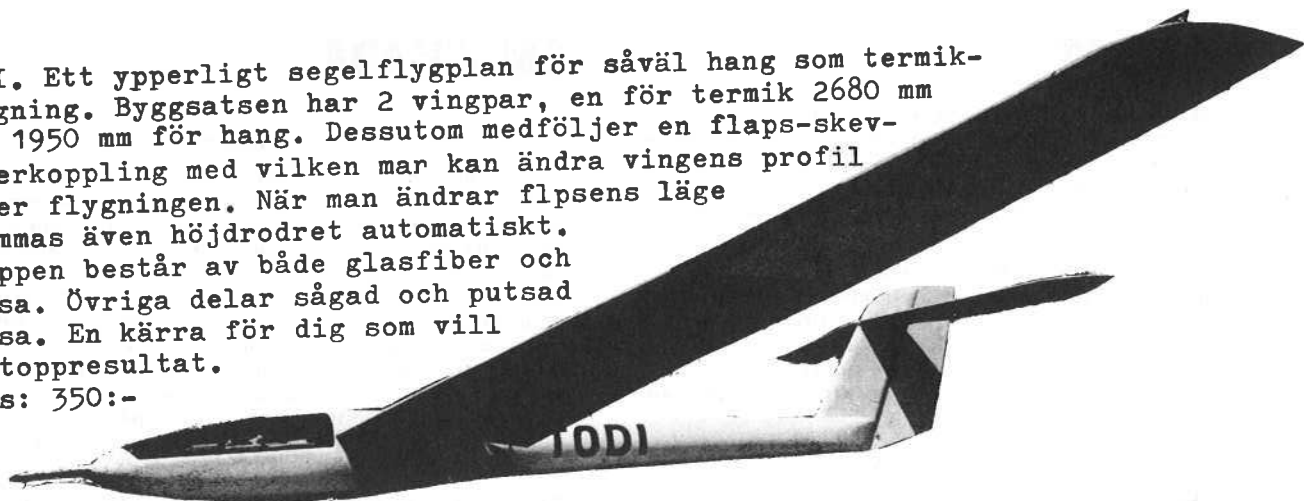 I. Ett ypperligt segelflygplan för såväl hang som termik-
gning. Byggsatsen har 2 vingpar, en för termik 2680 mm
1950 mm för hang. Dessutom medföljer en flaps-skev-
erkoppling med vilken mar kan ändra vingens profil
er flygningen. När man ändrar flpsens läge
mmas även höjdrodret automatiskt.
ppen består av både glasfiber och
sa. Övriga delar sågad och putsad
sa. En kärra för dig som vill
toppresultat.
s: 350:-
TODI